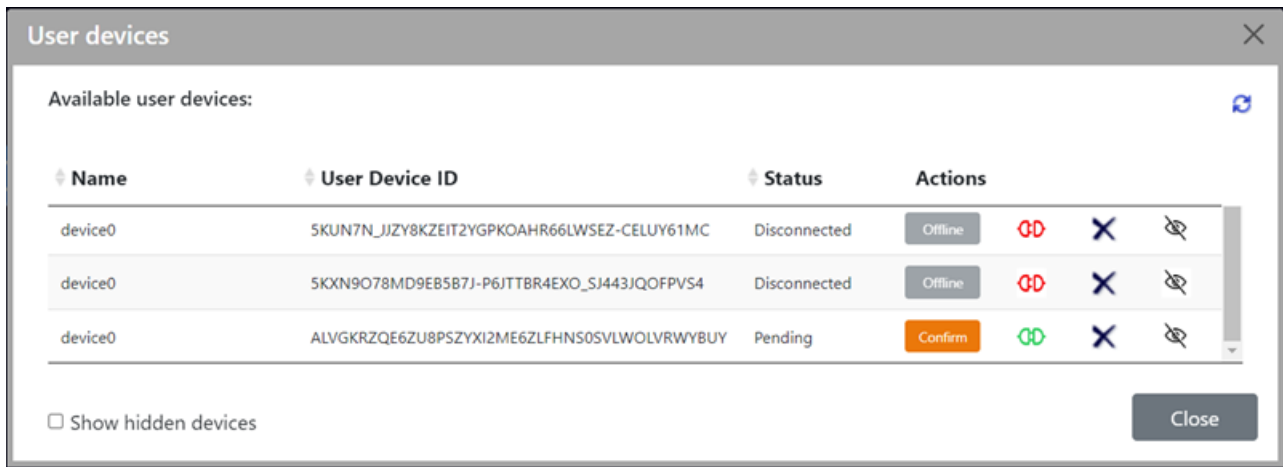 User devices
Available user devices:
Name User Device ID Status Actions
device0 5KUN7N_JJZY8KZEIT2YGPKOAHR66LWSEZ-CELUY61MC Disconnected Offline
device0 5KXN9O78MD9EB5B7J-P6JTTBR4EXO_SJ443JQOFPVS4 Disconnected Offline
device0 ALVGKRZQE6ZU8PSZYXI2ME6ZLFHNS0SVLWOLVRWYBUY Pending Confirm
Show hidden devices
Close